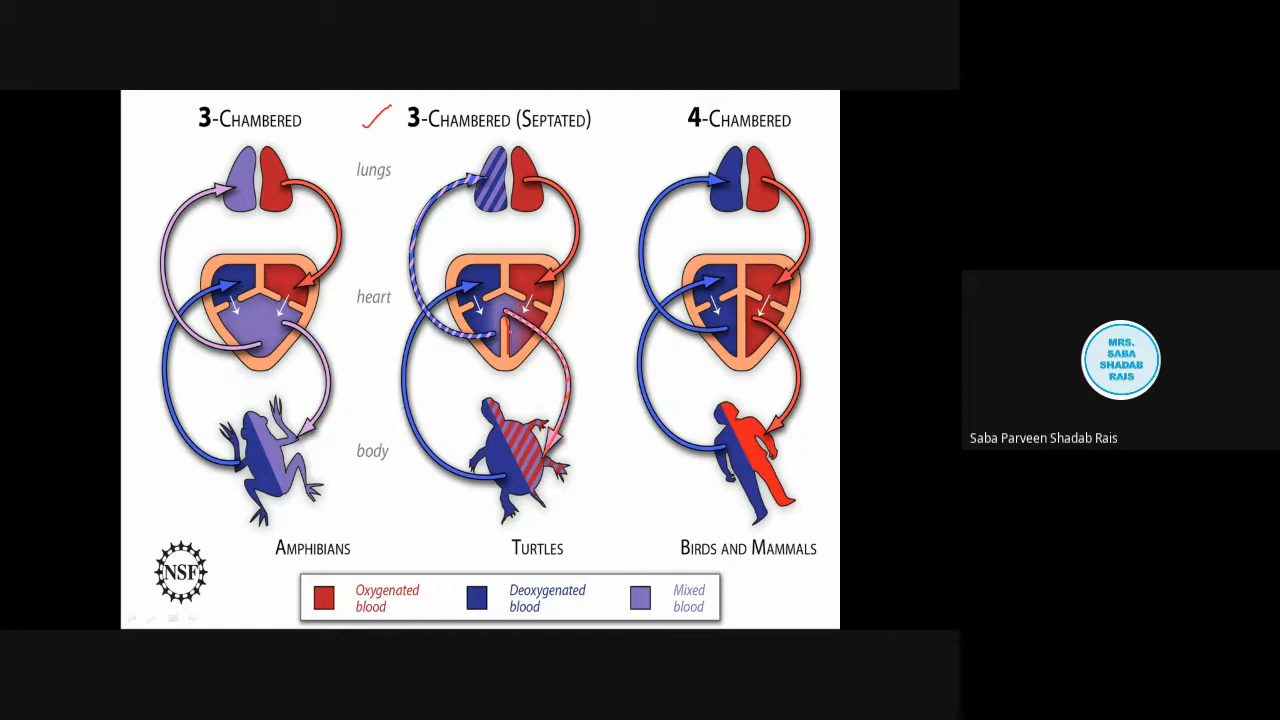 3-CHAMBERED
3-CHAMBERED (SEPTATED)
4-CHAMBERED
lungs
heart
body
AMPHIBIANS
TURTLES
BIRDS AND MAMMALS
NSF
Oxygenated
blood
Deoxygenated
blood
Mixed
blood
MRS.
SABA
SHADAB
RAIS
Saba Parveen Shadab Rais